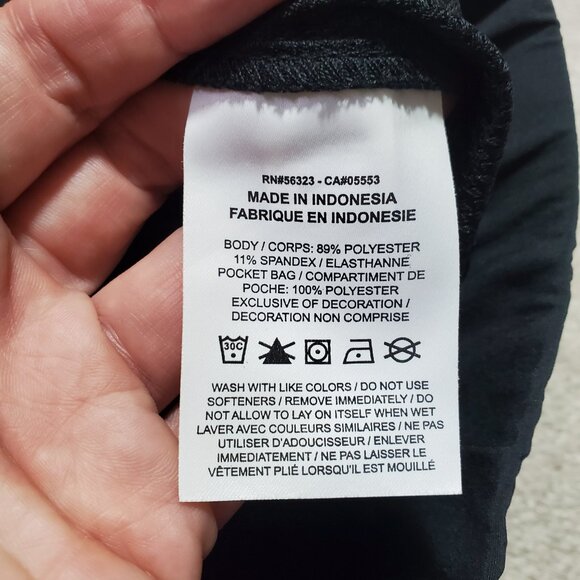 RN#56323 - CA#05553
MADE IN INDONESIA
FABRIQUE EN INDONESIE
BODY / CORPS: 89% POLYESTER
11% SPANDEX / ELASTHANNE
POCKET BAG / COMPARTIMENT DE
POCHE: 100% POLYESTER
EXCLUSIVE OF DECORATION /
DECORATION NON COMPRISE
30C
WASH WITH LIKE COLORS / DO NOT USE
SOFTENERS / REMOVE IMMEDIATELY / DO
NOT ALLOW TO LAY ON ITSELF WHEN WET
LAVER AVEC COULEURS SIMILAIRES / NE PAS
UTILISER D'ADOUCISSEUR / ENLEVER
IMMÉDIATEMENT / NE PAS LAISSER LE
VÊTEMENT PLIÉ LORSQU'IL EST MOUILLÉ